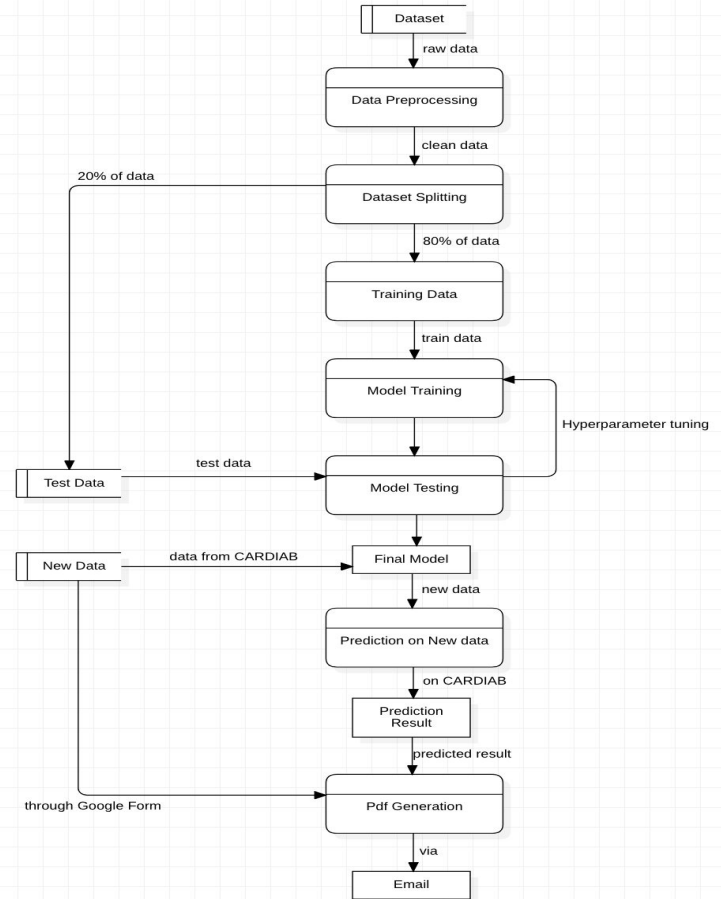 Dataset
raw data
Data Preprocessing
clean data
20% of data
Dataset Splitting
80% of data
Training Data
train data
Model Training
Hyperparameter tuning
test data
Test Data
Model Testing
data from CARDIAB
New Data
Final Model
new data
Prediction on New data
on CARDIAB
Prediction
Result
predicted result
through Google Form
Pdf Generation
via
Email